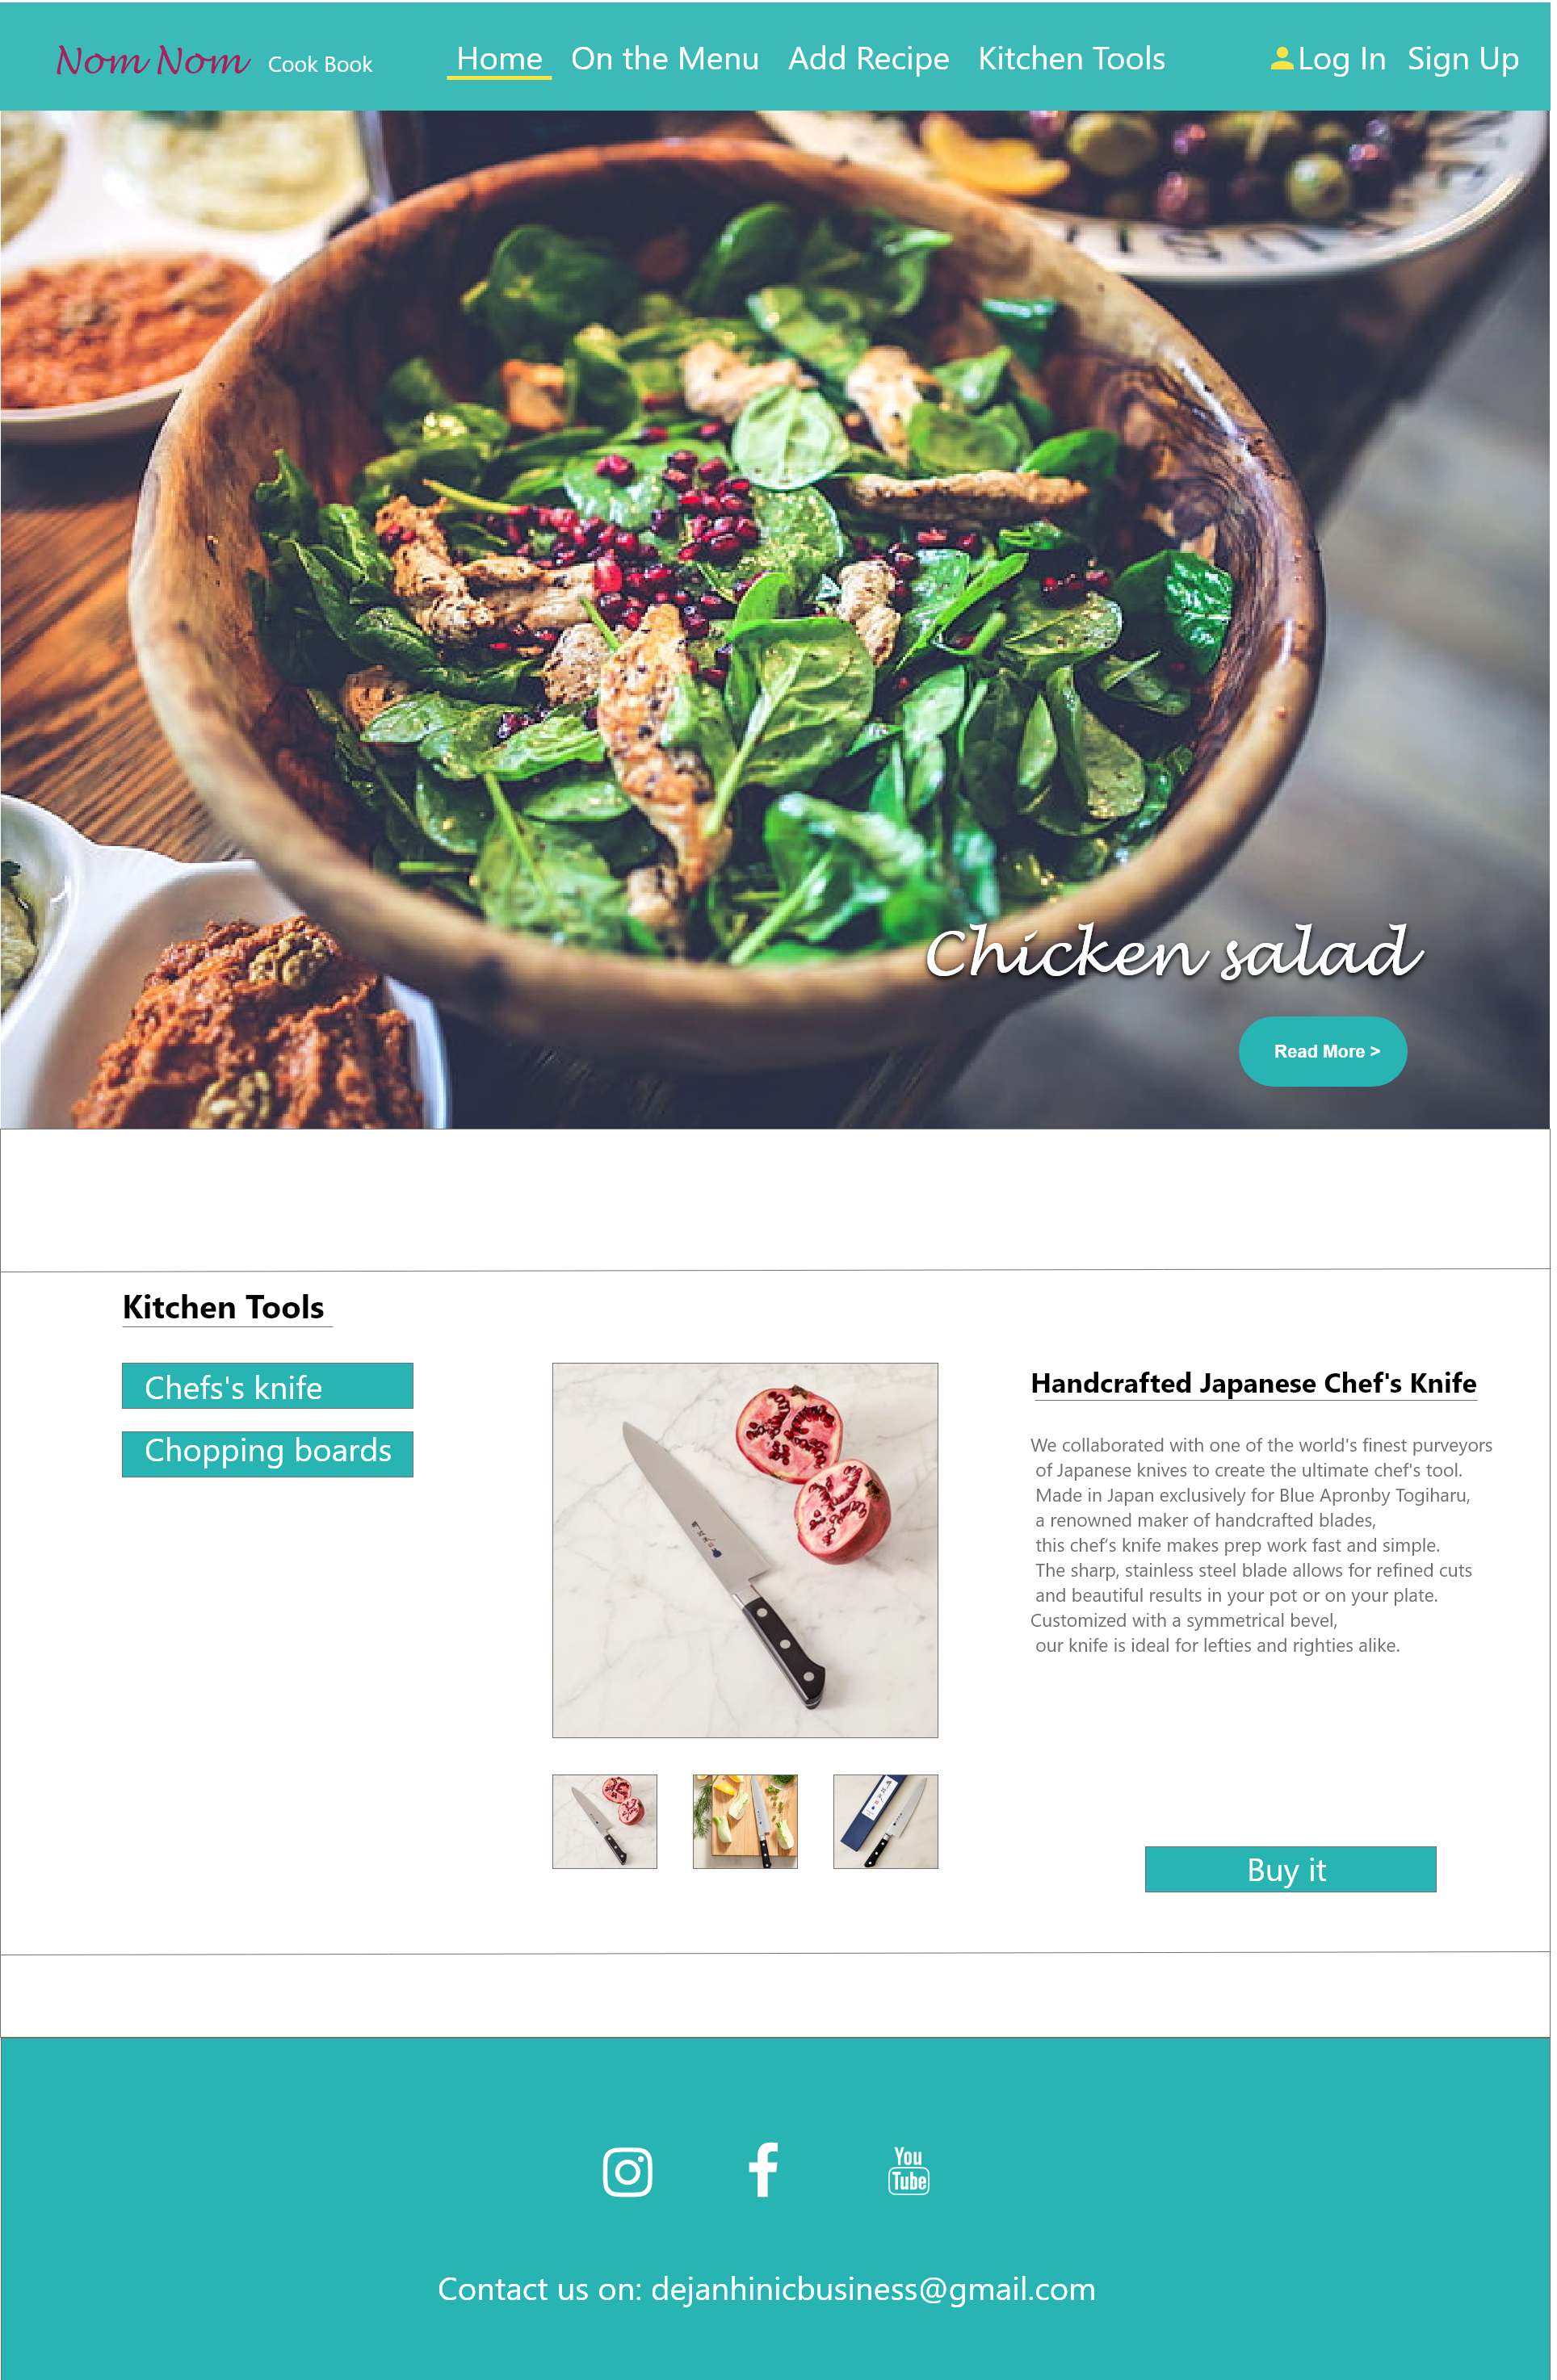 Nom Nom Cook Book Home On the Menu Add Recipe Kitchen Tools Log In Sign Up
Chicken salad
Read More >
Kitchen Tools
Chefs's knife
Chopping boards
Handcrafted Japanese Chef's Knife
We collaborated with one of the world's finest purveyors
of Japanese knives to create the ultimate chef's tool.
Made in Japan exclusively for Blue Apronby Togiharu,
a renowned maker of handcrafted blades,
this chef’s knife makes prep work fast and simple.
The sharp, stainless steel blade allows for refined cuts
and beautiful results in your pot or on your plate.
Customized with a symmetrical bevel,
our knife is ideal for lefties and righties alike.
Buy it
You
Tube
Contact us on: dejanhinicbusiness@gmail.com